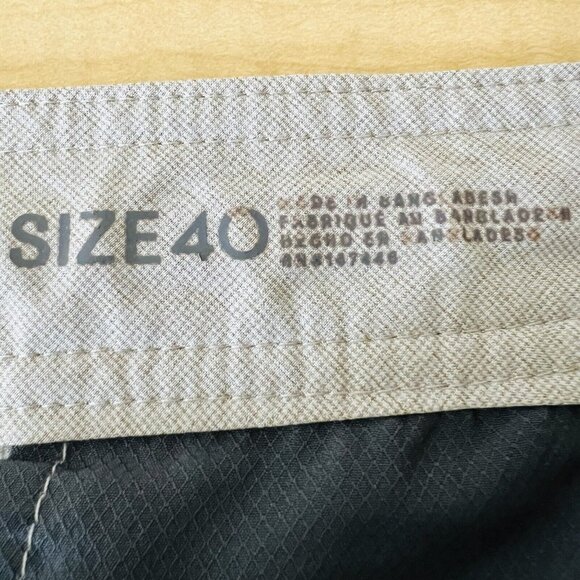 SIZE 40
MADE IN BANGLADESH
FABRIQUÉ AU BANGLADESH
HECHO EN BANGLADESH